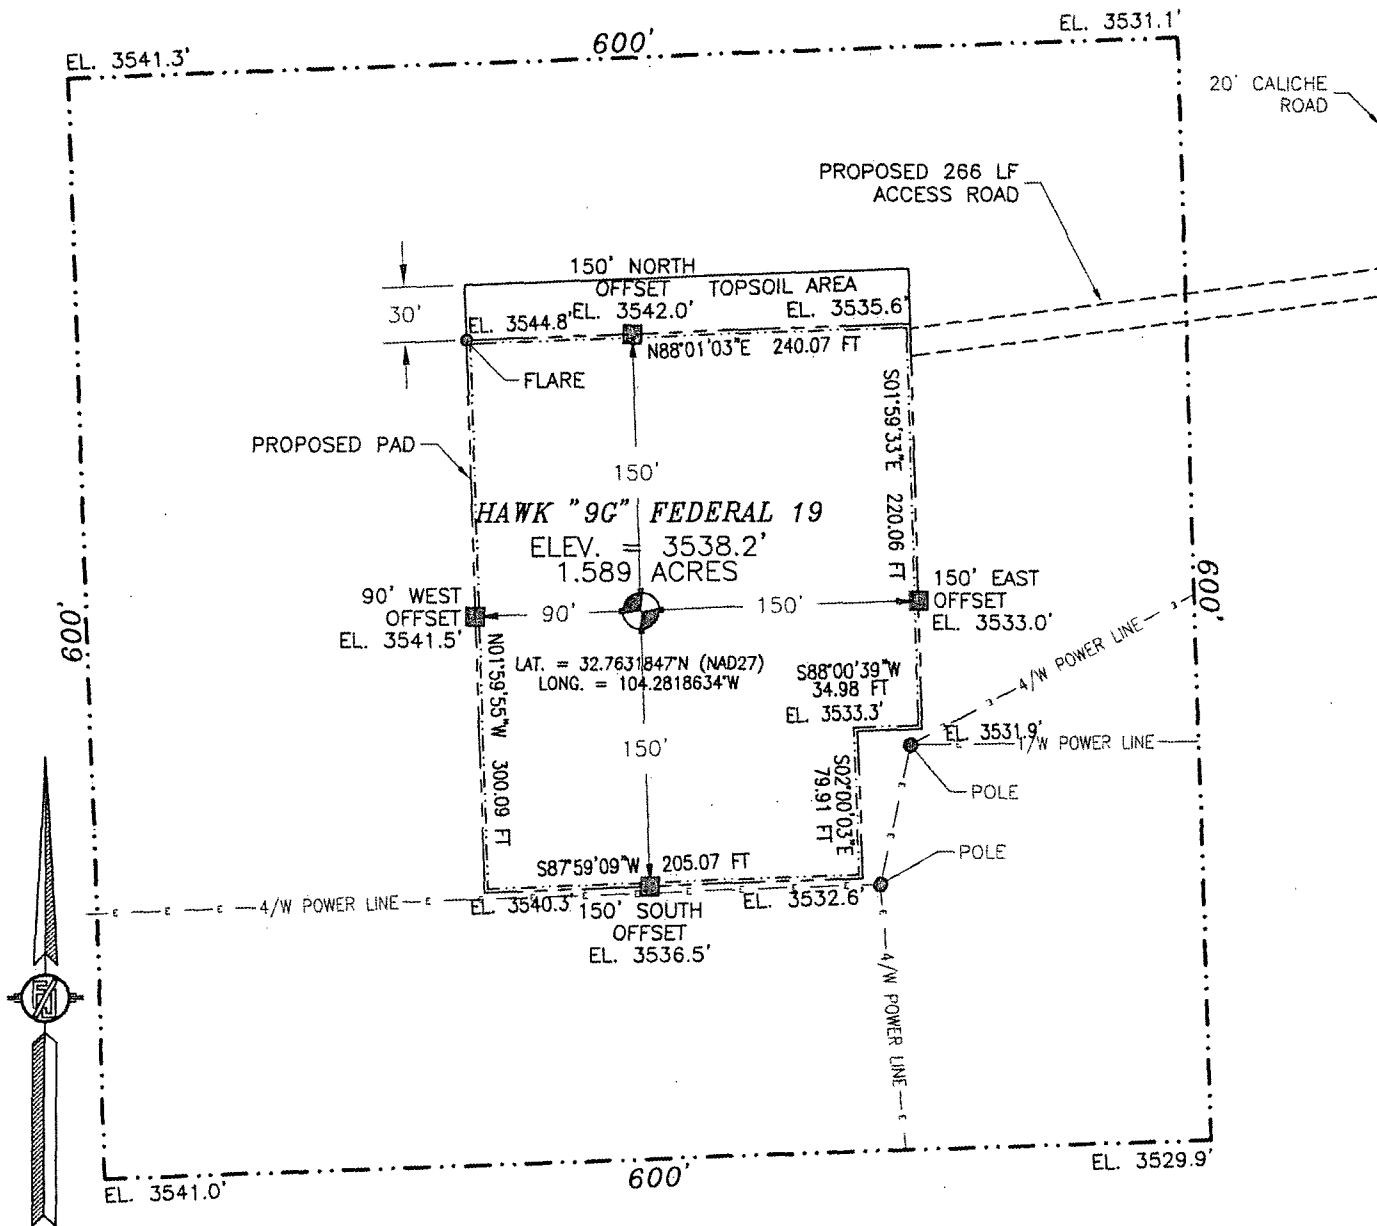 600'
EL. 3531.1'
EL. 3541.3'
20' CALICHE
ROAD
PROPOSED 266 LF
ACCESS ROAD
150' NORTH
OFFSET
TOPSOIL AREA
30'
EL. 3544.8'
EL. 3542.0'
EL. 3535.6'
N88°01'03"E 240.07 FT
FLARE
S01°59'33"E 220.06 FT
PROPOSED PAD
150'
HAWK "9G" FEDERAL 19
ELEV. = 3538.2'
1.589 ACRES
90' WEST
OFFSET
EL. 3541.5'
90'
150'
150' EAST
OFFSET
EL. 3533.0'
600'
600'
4/W POWER LINE
LAT. = 32.7631847°N (NAD27)
LONG. = 104.2818634°W
N01°59'55"W 300.09 FT
S88°00'39"W
34.98 FT
EL. 3533.3'
EL. 3531.9'
1/W POWER LINE
150'
S02°00'03"E
79.91 FT
POLE
POLE
S87°59'09"W 205.07 FT
E E E 4/W POWER LINE E
EL. 3540.3'
150' SOUTH
OFFSET
EL. 3536.5'
EL. 3532.6'
4/W POWER LINE
EL. 3529.9'
600'
EL. 3541.0'